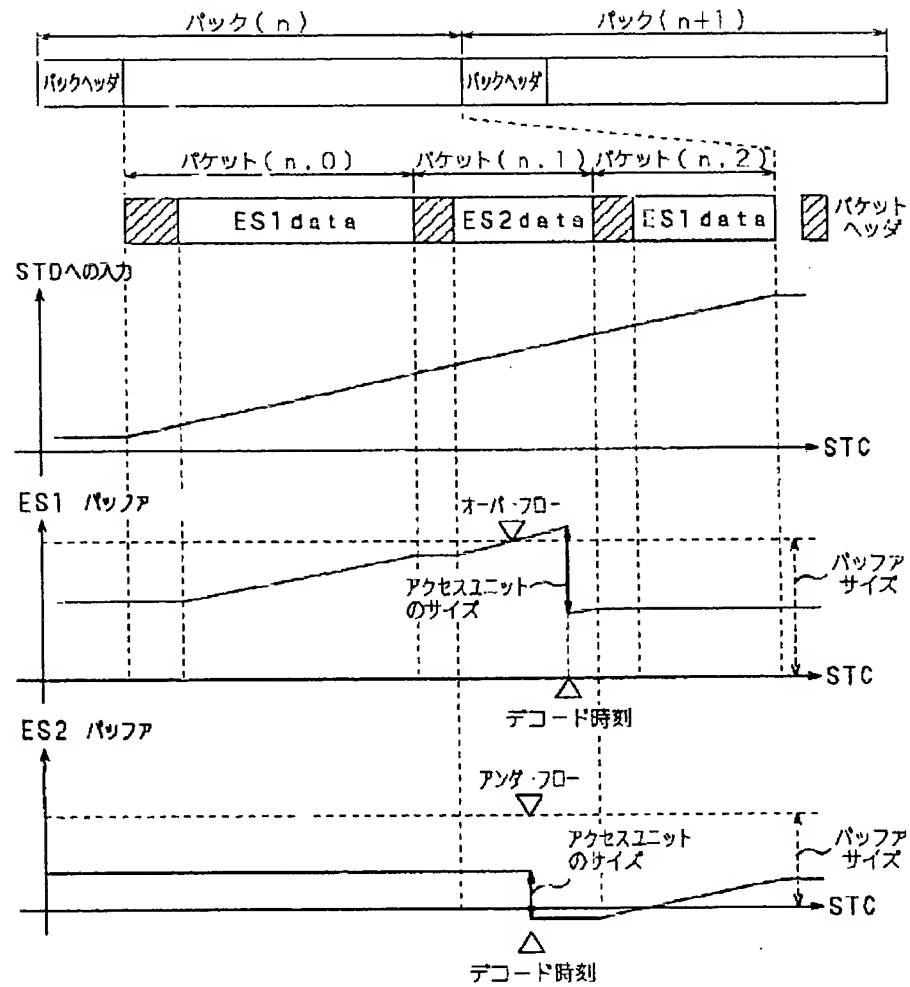 パック(n)
パック(n+1)
パックヘッダ
パックヘッダ
パケット(n.0)
パケット(n.1)
パケット(n.2)
ES1data
ES2data
ES1data
パケット
ヘッダ
STDへの入力
STC
ES1 バッファ
オーバ・フロー
アクセスユニット
のサイズ
バッファ
サイズ
STC
デコード時刻
ES2 バッファ
アンダ・フロー
アクセスユニット
のサイズ
バッファ
サイズ
STC
デコード時刻